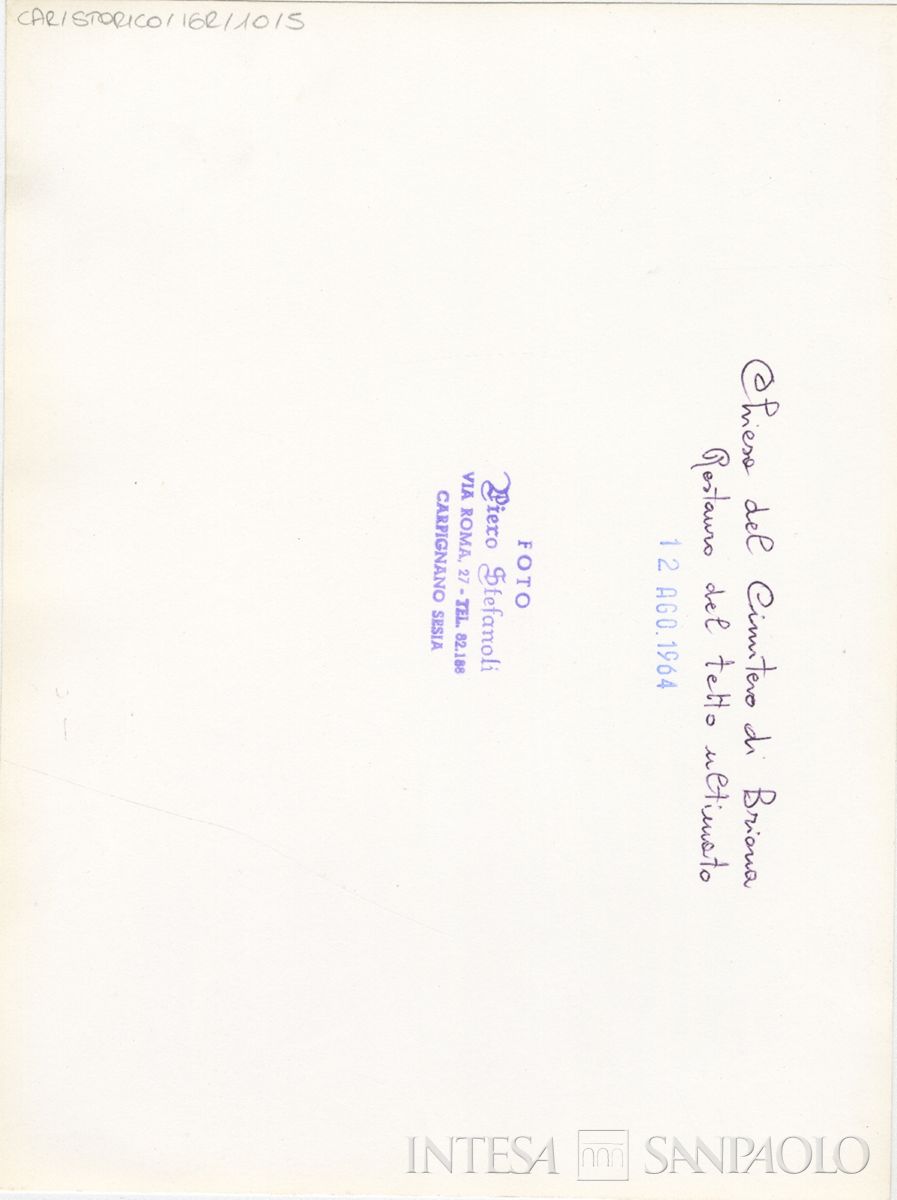 CARISTORICO/16R/10/5
Chiesa del Cimitero di Briona
Restauro del tetto ultimato
12 AGO. 1964
FOTO
Piero Stefanoli
VIA ROMA, 27 - TEL. 82.188
CARPIGNANO SESIA
INTESA SANPAOLO